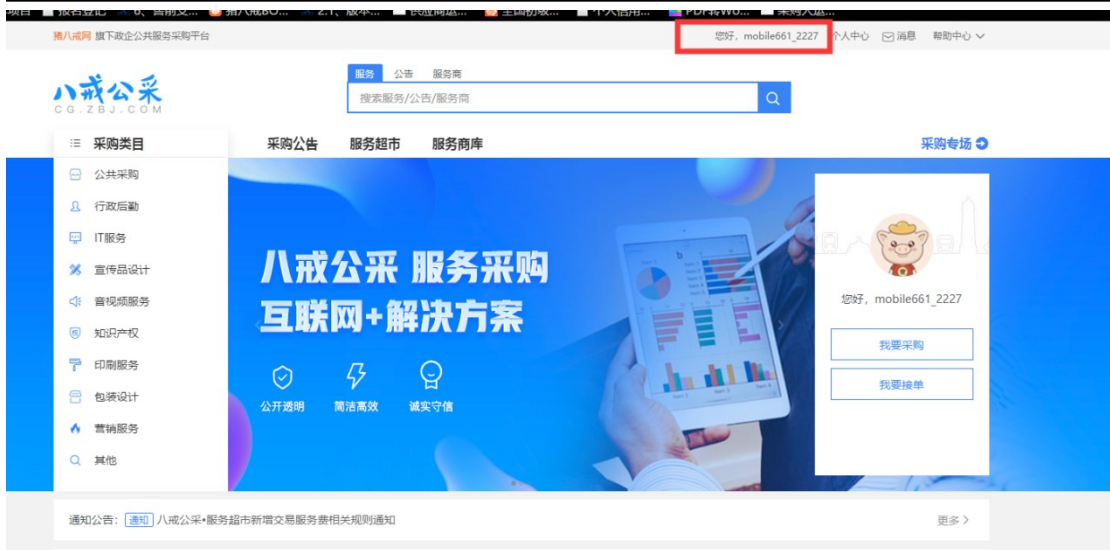 猪八戒网 旗下政企公共服务采购平台
您好，mobile661_2227 个人中心 消息 帮助中心
八戒公采
CG.ZBJ.COM
服务 公告 服务商
搜索服务/公告/服务商
采购类目 采购公告 服务超市 服务商库 采购专场
公共采购
行政后勤
IT服务
宣传品设计
音视频服务
知识产权
印刷服务
包装设计
营销服务
其他
八戒公采 服务采购
互联网+解决方案
公开透明 简洁高效 诚实守信
您好，mobile661_2227
我要采购
我要接单
通知公告： 通知 八戒公采•服务超市新增交易服务费相关规则通知 更多